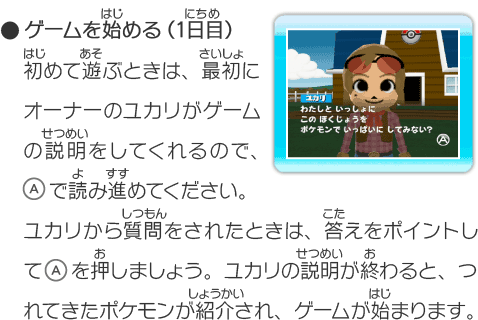 ● ゲームを始める（1日目）
初めて遊ぶときは、最初に
オーナーのユカリがゲーム
の説明をしてくれるので、
Ⓐで読み進めてください。
ユカリから質問をされたときは、答えをポイントし
てⒶを押しましょう。ユカリの説明が終わると、つ
れてきたポケモンが紹介され、ゲームが始まります。
ユカリ
わたしと いっしょに
この ぼくじょうを
ポケモンで いっぱいに してみない?
Ⓐ